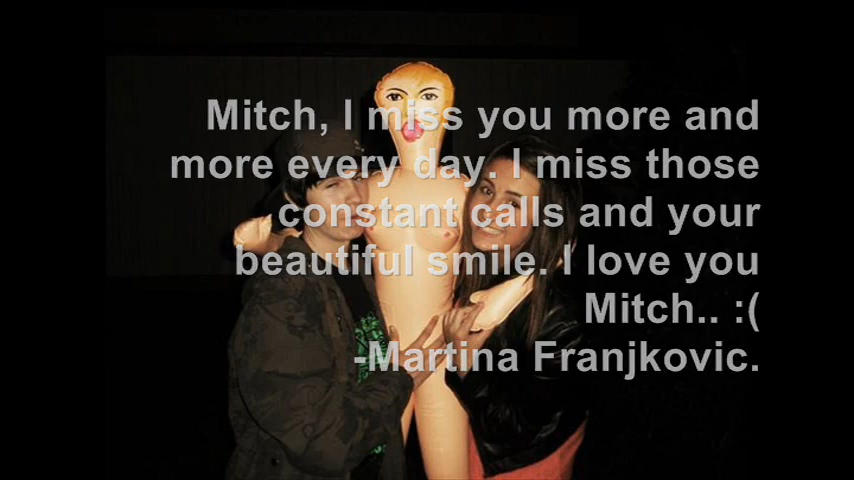 Mitch, I miss you more and
more every day. I miss those
constant calls and your
beautiful smile. I love you
Mitch.. :(
-Martina Franjkovic.